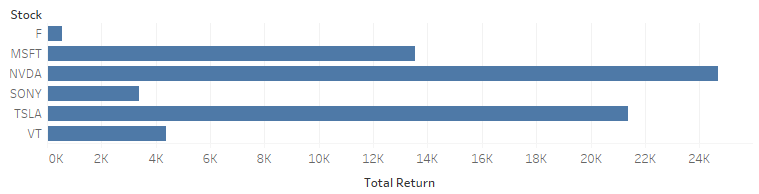 Stock
F
MSFT
NVDA
SONY
TSLA
VT
0K 2K 4K 6K 8K 10K 12K 14K 16K 18K 20K 22K 24K
Total Return